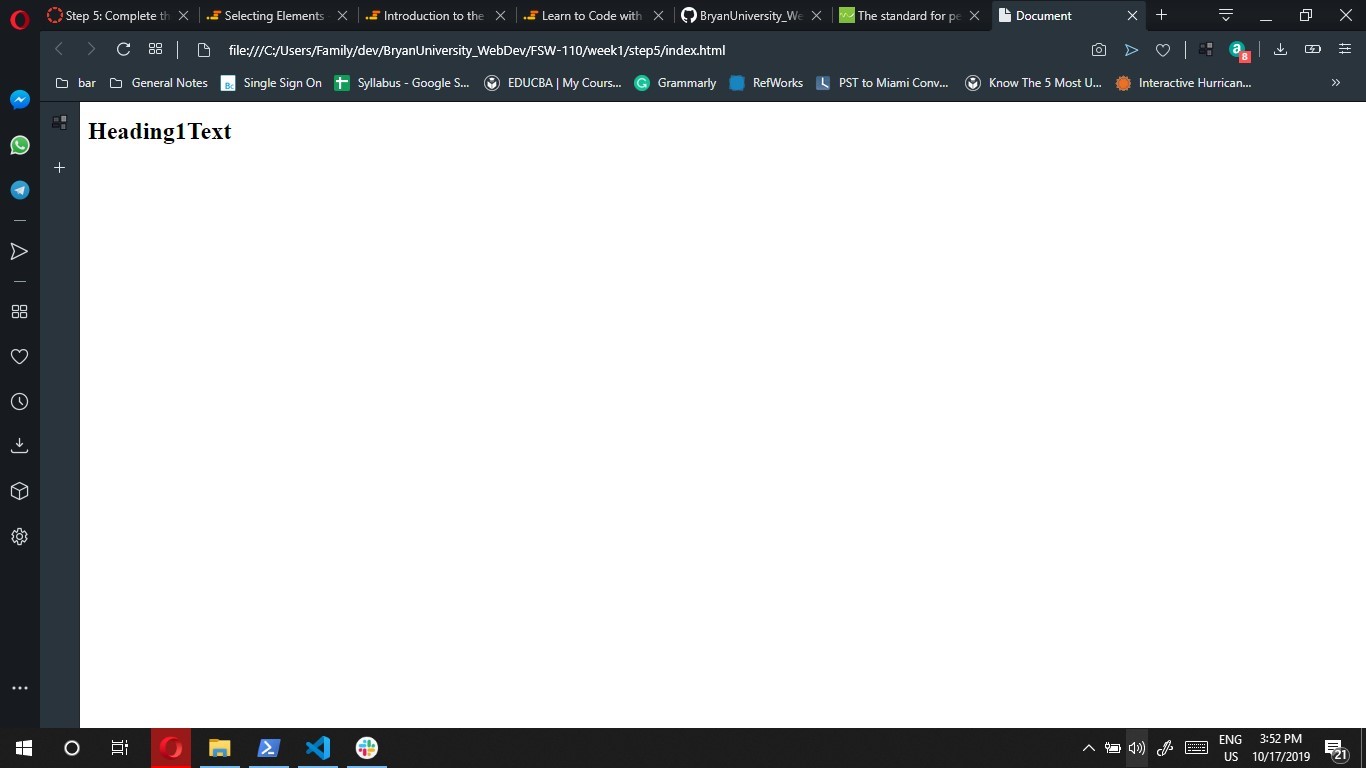 Step 5: Complete th
Selecting Elements
Introduction to the
Learn to Code with
BryanUniversity_We
The standard for pe
Document
file:///C:/Users/Family/dev/BryanUniversity_WebDev/FSW-110/week1/step5/index.html
a 8
bar
General Notes
Bc Single Sign On
Syllabus - Google S...
EDUCBA | My Cours...
G Grammarly
RefWorks
L PST to Miami Conv...
Know The 5 Most U...
Interactive Hurrican...
»
Heading1Text
ENG
US
3:52 PM
10/17/2019
21